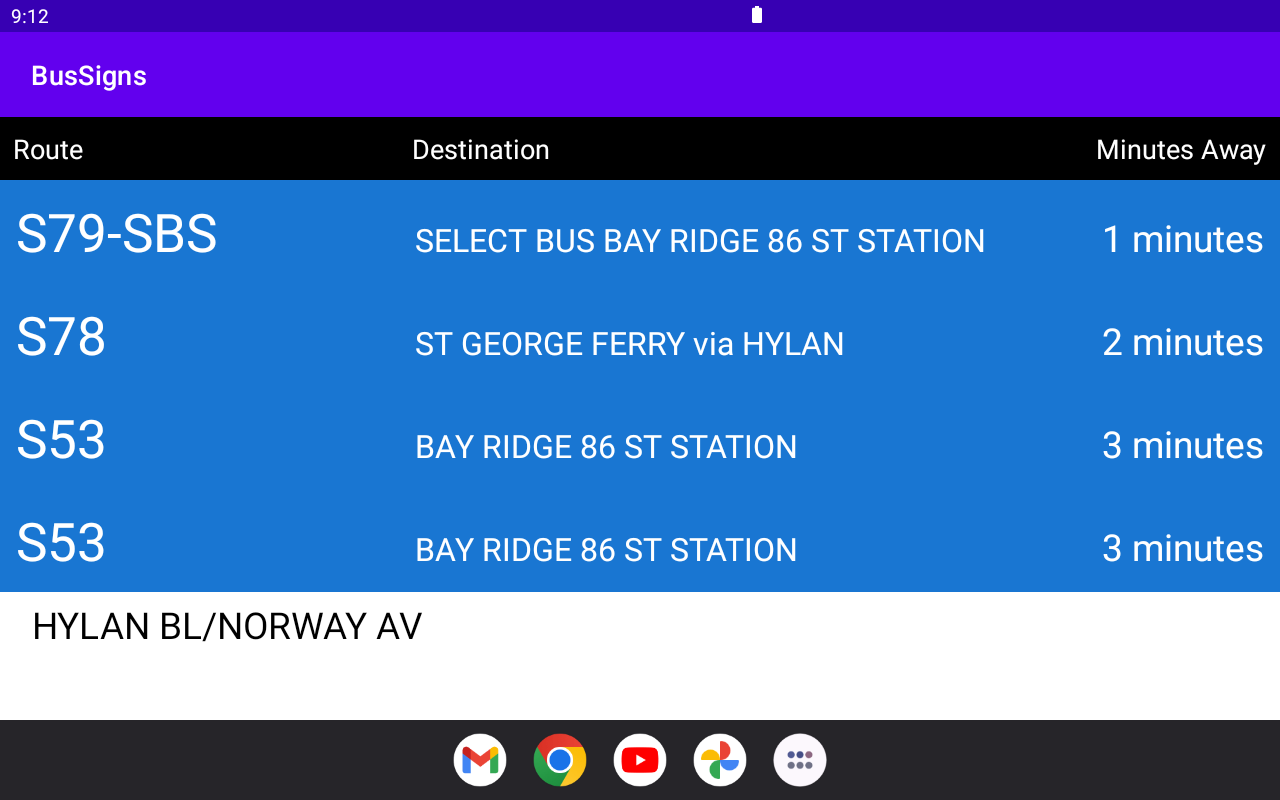 9:12
BusSigns
Route Destination Minutes Away
S79-SBS SELECT BUS BAY RIDGE 86 ST STATION 1 minutes
S78 ST GEORGE FERRY via HYLAN 2 minutes
S53 BAY RIDGE 86 ST STATION 3 minutes
S53 BAY RIDGE 86 ST STATION 3 minutes
HYLAN BL/NORWAY AV